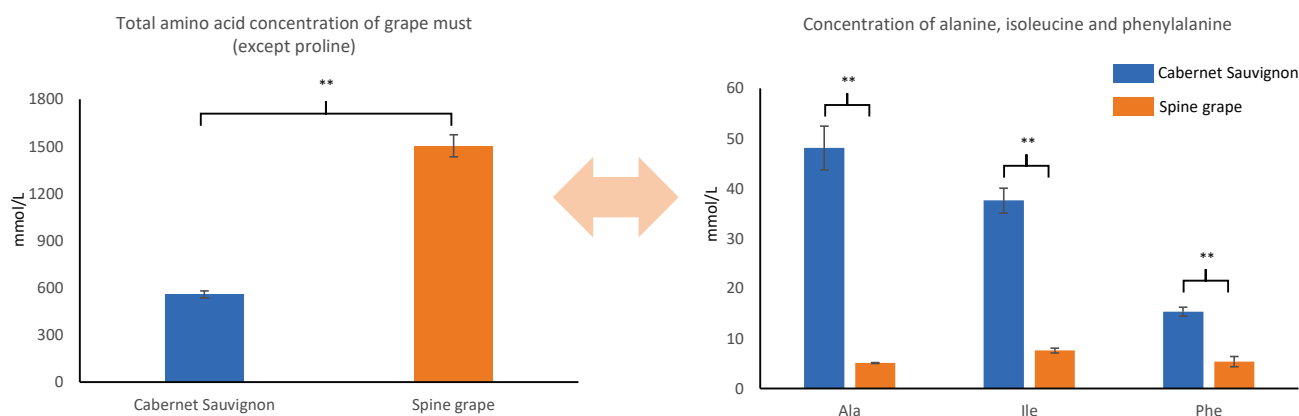 Total amino acid concentration of grape must
(except proline)
**
1800
1500
1200
900
600
300
0
mmol/L
Cabernet Sauvignon
Spine grape
Concentration of alanine, isoleucine and phenylalanine
Cabernet Sauvignon
Spine grape
**
**
**
60
50
40
30
20
10
0
mmol/L
Ala
Ile
Phe